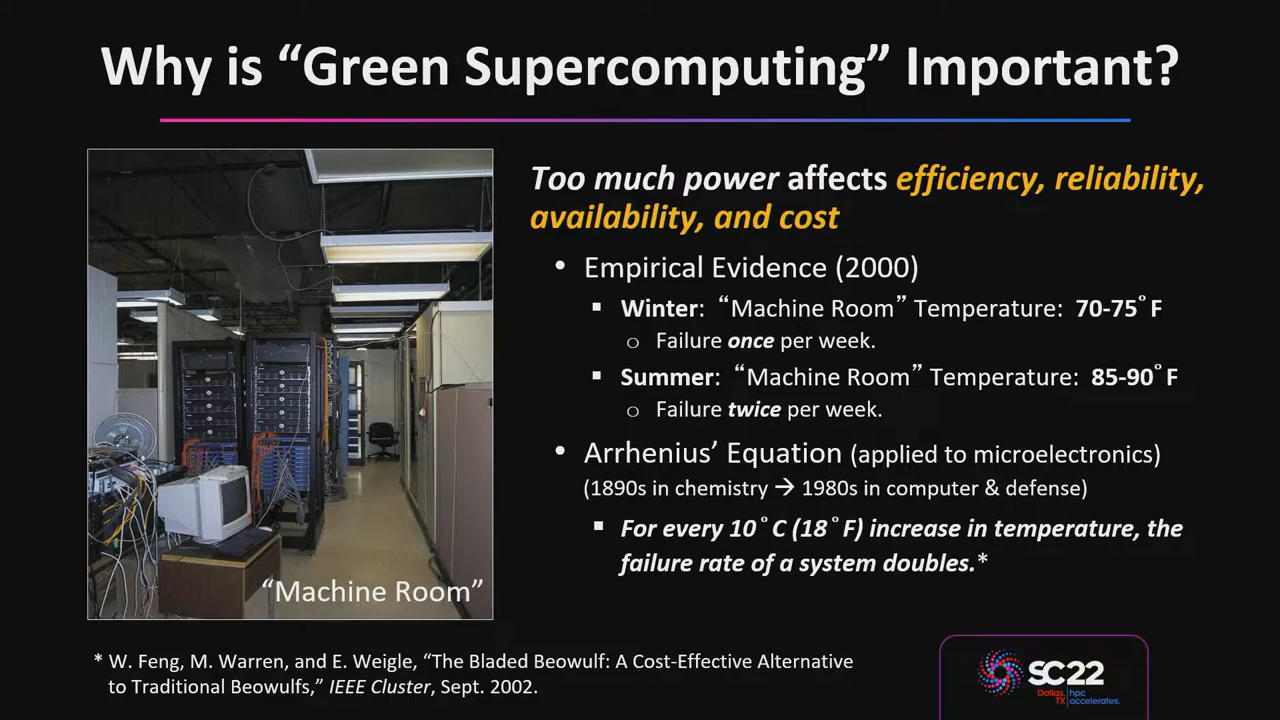 Why is “Green Supercomputing” Important?
Too much power affects efficiency, reliability,
availability, and cost
• Empirical Evidence (2000)
▪ Winter: “Machine Room” Temperature: 70-75°F
o Failure once per week.
▪ Summer: “Machine Room” Temperature: 85-90°F
o Failure twice per week.
• Arrhenius’ Equation (applied to microelectronics)
(1890s in chemistry → 1980s in computer & defense)
▪ For every 10°C (18°F) increase in temperature, the
failure rate of a system doubles.*
“Machine Room”
* W. Feng, M. Warren, and E. Weigle, “The Bladed Beowulf: A Cost-Effective Alternative
to Traditional Beowulfs,” IEEE Cluster, Sept. 2002.
SC22
Dallas, TX
hpc accelerates.